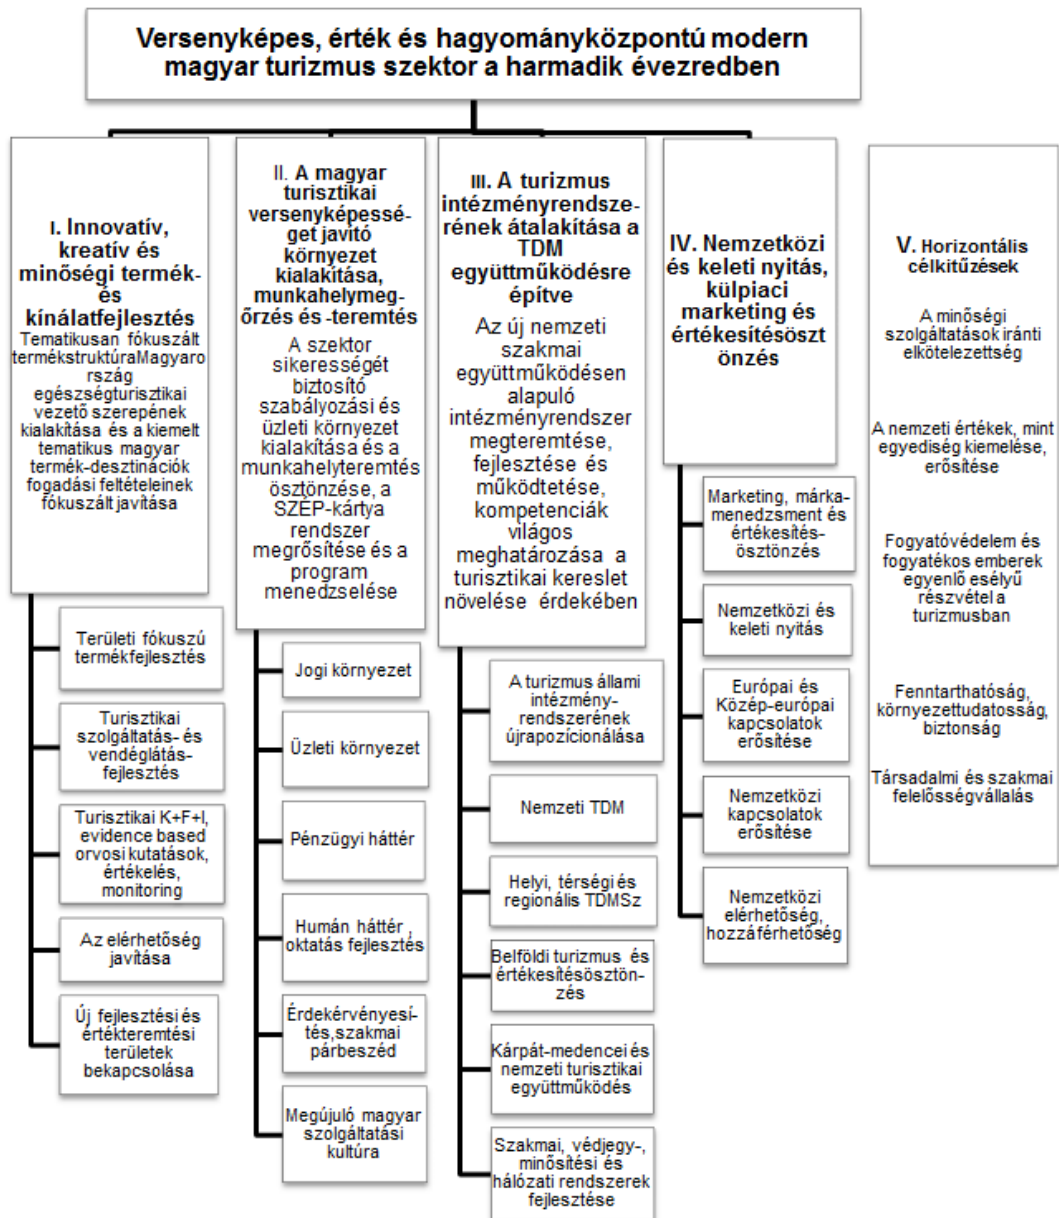 Versenyképes, érték és hagyományközpontú modern
magyar turizmus szektor a harmadik évezredben
I. Innovatív,
kreatív és
minőségi termék-
és
kínálatfejlesztés
Tematikusan fókuszált
termékstruktúraMagyaro
rszág
egészségturisztikai
vezető szerepének
kialakítása és a kiemelt
tematikus magyar
termék-desztinációk
fogadási feltételeinek
fókuszált javítása
Területi fókuszú
termékfejlesztés
Turisztikai
szolgáltatás- és
vendéglátás-
fejlesztés
Turisztikai K+F+I,
evidence based
orvosi kutatások,
értékelés,
monitoring
Az elérhetőség
javítása
Új fejlesztési és
értékteremtési
területek
bekapcsolása
II. A magyar
turisztikai
versenyképessé-
get javító
környezet
kialakítása,
munkahelymeg-
őrzés és -teremtés
A szektor
sikerességét
biztosító
szabályozási és
üzleti környezet
kialakítása és a
munkahelyteremtés
ösztönzése, a
SZÉP-kártya
rendszer
megrősítése és a
program
menedzselése
Jogi környezet
Üzleti környezet
Pénzügyi háttér
Humán háttér ,
oktatás fejlesztés
Érdekérvényesí-
tés,szakmai
párbeszéd
Megújuló magyar
szolgáltatási
kultúra
III. A turizmus
intézményrendsze-
rének átalakítása a
TDM
együttműködésre
építve
Az új nemzeti
szakmai
együttműködésen
alapuló
intézményrendszer
megteremtése,
fejlesztése és
működtetése,
kompetenciák
világos
meghatározása a
turisztikai kereslet
növelése érdekében
A turizmus állami
intézmény-
rendszerének
újrapozícionálása
Nemzeti TDM
Helyi, térségi és
regionális TDMSz
Belföldi turizmus és
értékesítésösztön-
zés
Kárpát-medencei és
nemzeti turisztikai
együttműködés
Szakmai, védjegy-,
minősítési és
hálózati rendszerek
fejlesztése
IV. Nemzetközi
és keleti nyitás,
külpiaci
marketing és
értékesítésöszt
önzés
Marketing, márka-
menedzsment és
értékesítés-
ösztönzés
Nemzetközi és
keleti nyitás
Európai és
Közép-európai
kapcsolatok
erősítése
Nemzetközi
kapcsolatok
erősítése
Nemzetközi
elérhetőség,
hozzáférhetőség
V. Horizontális
célkitűzések
A minőségi
szolgáltatások iránti
elkötelezettség
A nemzeti értékek, mint
egyediség kiemelése,
erősítése
Fogyatóvédelem és
fogyatékos emberek
egyenlő esélyű
részvétel a
turizmusban
Fenntarthatóság,
környezettudatosság,
biztonság
Társadalmi és szakmai
felelősségvállalás